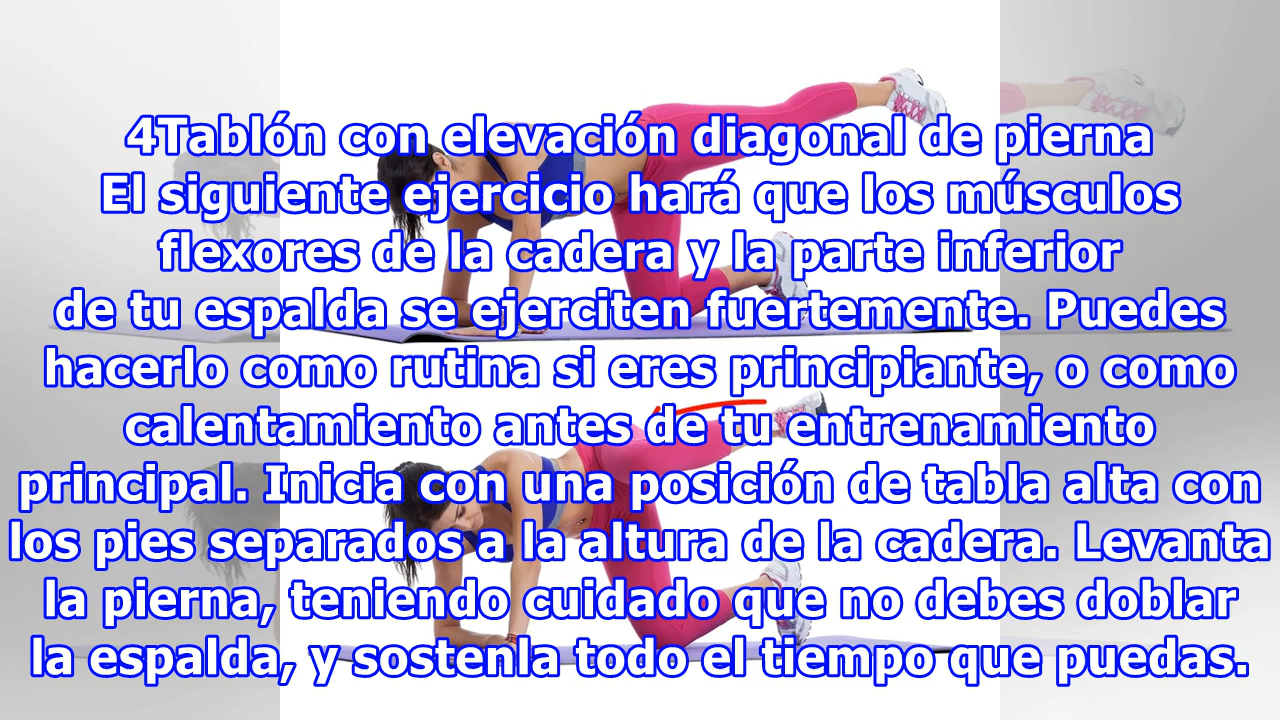 4Tablón con elevación diagonal de pierna
El siguiente ejercicio hará que los músculos
flexores de la cadera y la parte inferior
de tu espalda se ejerciten fuertemente. Puedes
hacerlo como rutina si eres principiante, o como
calentamiento antes de tu entrenamiento
principal. Inicia con una posición de tabla alta con
los pies separados a la altura de la cadera. Levanta
la pierna, teniendo cuidado que no debes doblar
la espalda, y sostenla todo el tiempo que puedas.